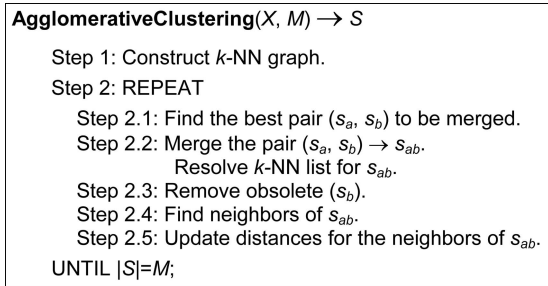 AgglomerativeClustering(X, M) → S
Step 1: Construct k-NN graph.
Step 2: REPEAT
Step 2.1: Find the best pair (sa, sb) to be merged.
Step 2.2: Merge the pair (sa, sb) → sab.
Resolve k-NN list for sab.
Step 2.3: Remove obsolete (sb).
Step 2.4: Find neighbors of sab.
Step 2.5: Update distances for the neighbors of sab.
UNTIL |S|=M;